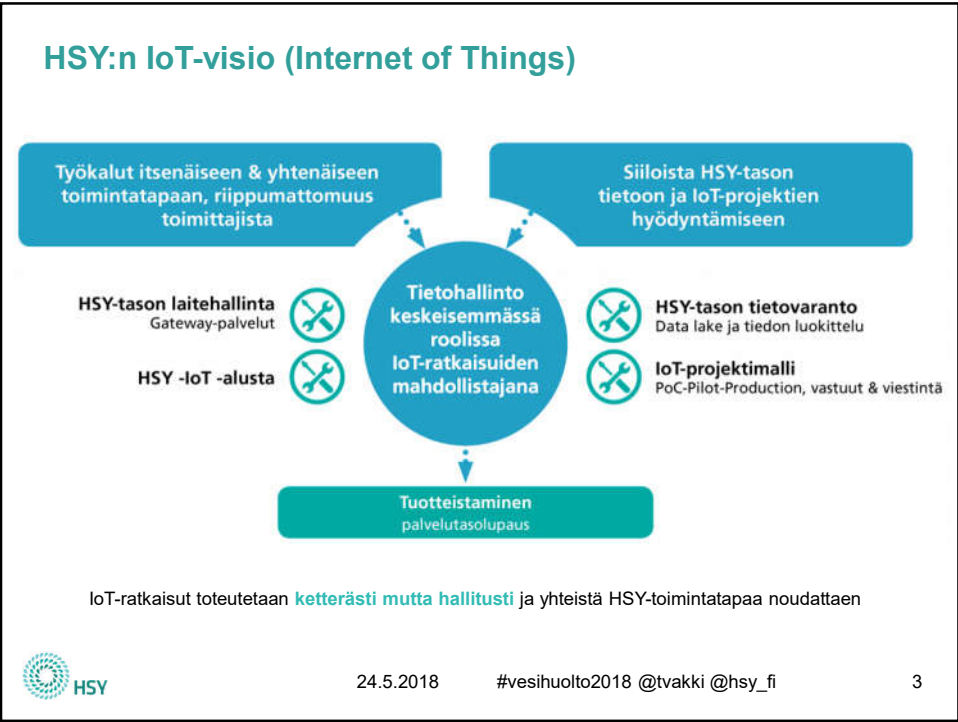 HSY:n IoT-visio (Internet of Things)
Työkalut itsenäiseen & yhtenäiseen
toimintatapaan, riippumattomuus
toimittajista
Siiloista HSY-tason
tietoon ja IoT-projektien
hyödyntämiseen
HSY-tason laitehallinta
Gateway-palvelut
HSY -IoT -alusta
Tietohallinto
keskeisemmässä
roolissa
IoT-ratkaisuiden
mahdollistajana
HSY-tason tietovaranto
Data lake ja tiedon luokittelu
IoT-projektimalli
PoC-Pilot-Production, vastuut & viestintä
Tuotteistaminen
palvelutasolupaus
IoT-ratkaisut toteutetaan ketterästi mutta hallitusti ja yhteistä HSY-toimintatapaa noudattaen
HSY
24.5.2018
#vesihuolto2018 @tvakki @hsy_fi
3